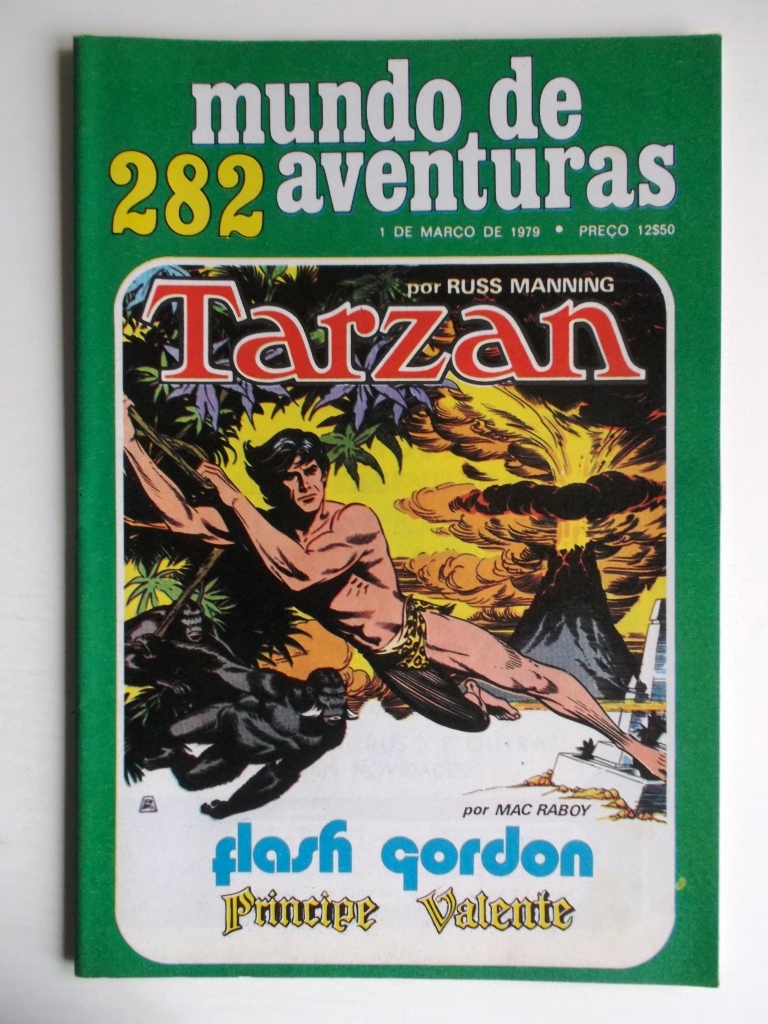 mundo de
282 aventuras
1 DE MARÇO DE 1979 • PREÇO 12$50
por RUSS MANNING
Tarzan
por MAC RABOY
flash gordon
Príncipe Valente